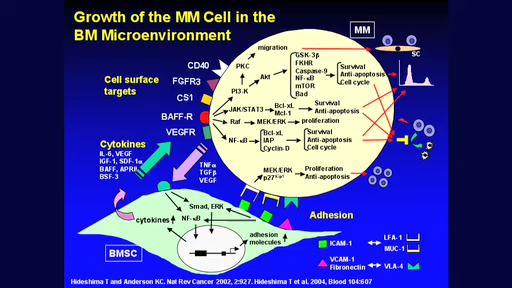 Growth of the MM Cell in the
BM Microenvironment
MM
migration
CD40
PKC
GSK-3β
FKHR
Caspase-9
NF-κB
mTOR
Bad
SC
Cell surface
targets
FGFR3
Akt
Survival
Anti-apoptosis
Cell cycle
PI3-K
CS1
JAK/STAT3
Bcl-xL
Mcl-1
Survival
Anti-apoptosis
BAFF-R
Raf
MEK/ERK
proliferation
VEGFR
NF-κB
Bcl-xL
IAP
Cyclin-D
Survival
Anti-apoptosis
Cell cycle
Cytokines
IL-6, VEGF
IGF-1, SDF-1α
BAFF, APRIL
BSF-3
TNFα
TGFβ
VEGF
MEK/ERK
p27Kip1
Proliferation
Anti-apoptosis
Smad, ERK
cytokines
NF-κB
Adhesion
adhesion
molecules
BMSC
ICAM-1
LFA-1
MUC-1
VCAM-1
Fibronectin
VLA-4
Hideshima T and Anderson KC. Nat Rev Cancer 2002, 2:927. Hideshima T et al. 2004, Blood 104:607